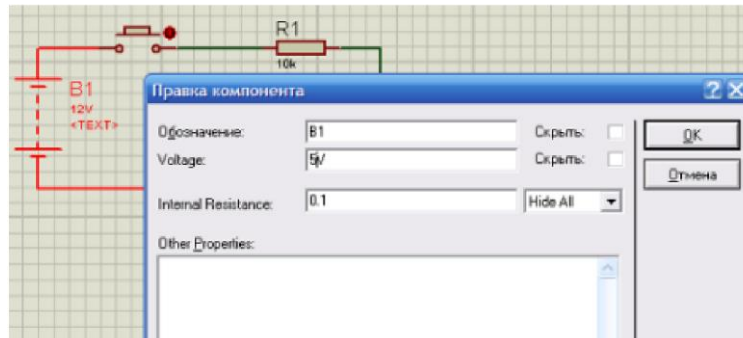 R1
10k
B1
12V
<TEXT>
Правка компонента
Обозначение: B1 Скрыть:
Voltage: 5V Скрыть:
Internal Resistance: 0.1 Hide All
Other Properties:
OK
Отмена